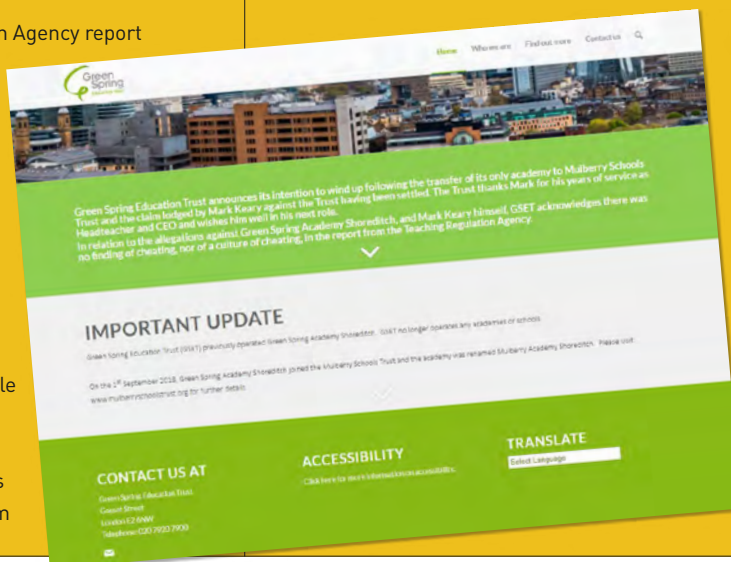 n Agency report
Green
Spring
Home Who we are Find out more Contact us
Green Spring Education Trust announces its intention to wind up following the transfer of its only academy to Mulberry Schools
Trust and the claim lodged by Mark Keary against the Trust having been settled. The Trust thanks Mark for his years of service as
Headteacher and CEO and wishes him well in his next role.
In relation to the allegations against Green Spring Academy Shoreditch, and Mark Keary himself, GSET acknowledges there was
no finding of cheating, nor of a culture of cheating, in the report from the Teaching Regulation Agency.
IMPORTANT UPDATE
Green Spring Education Trust (GSET) previously operated Green Spring Academy Shoreditch. GSET no longer operates any academies or schools.
On the 1st September 2018, Green Spring Academy Shoreditch joined the Mulberry Schools Trust and the academy was renamed Mulberry Academy Shoreditch. Please visit:
www.mulberryschoolstrust.org for further details
le
s
n
CONTACT US AT
Green Spring Education Trust
Gosset Street
London E2 6NW
Telephone: 020 7920 7900
ACCESSIBILITY
Click here for more information on accessibility.
TRANSLATE
Select Language